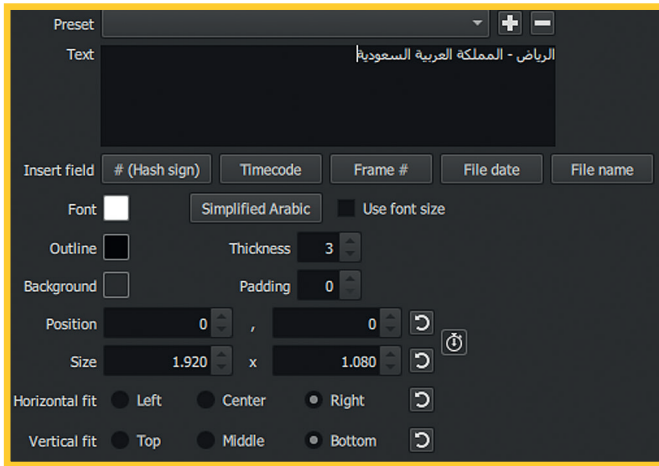 Preset
Text الرياض - المملكة العربية السعودية
Insert field # (Hash sign) Timecode Frame # File date File name
Font Simplified Arabic Use font size
Outline Thickness 3
Background Padding 0
Position 0 , 0
Size 1.920 x 1.080
Horizontal fit Left Center Right
Vertical fit Top Middle Bottom